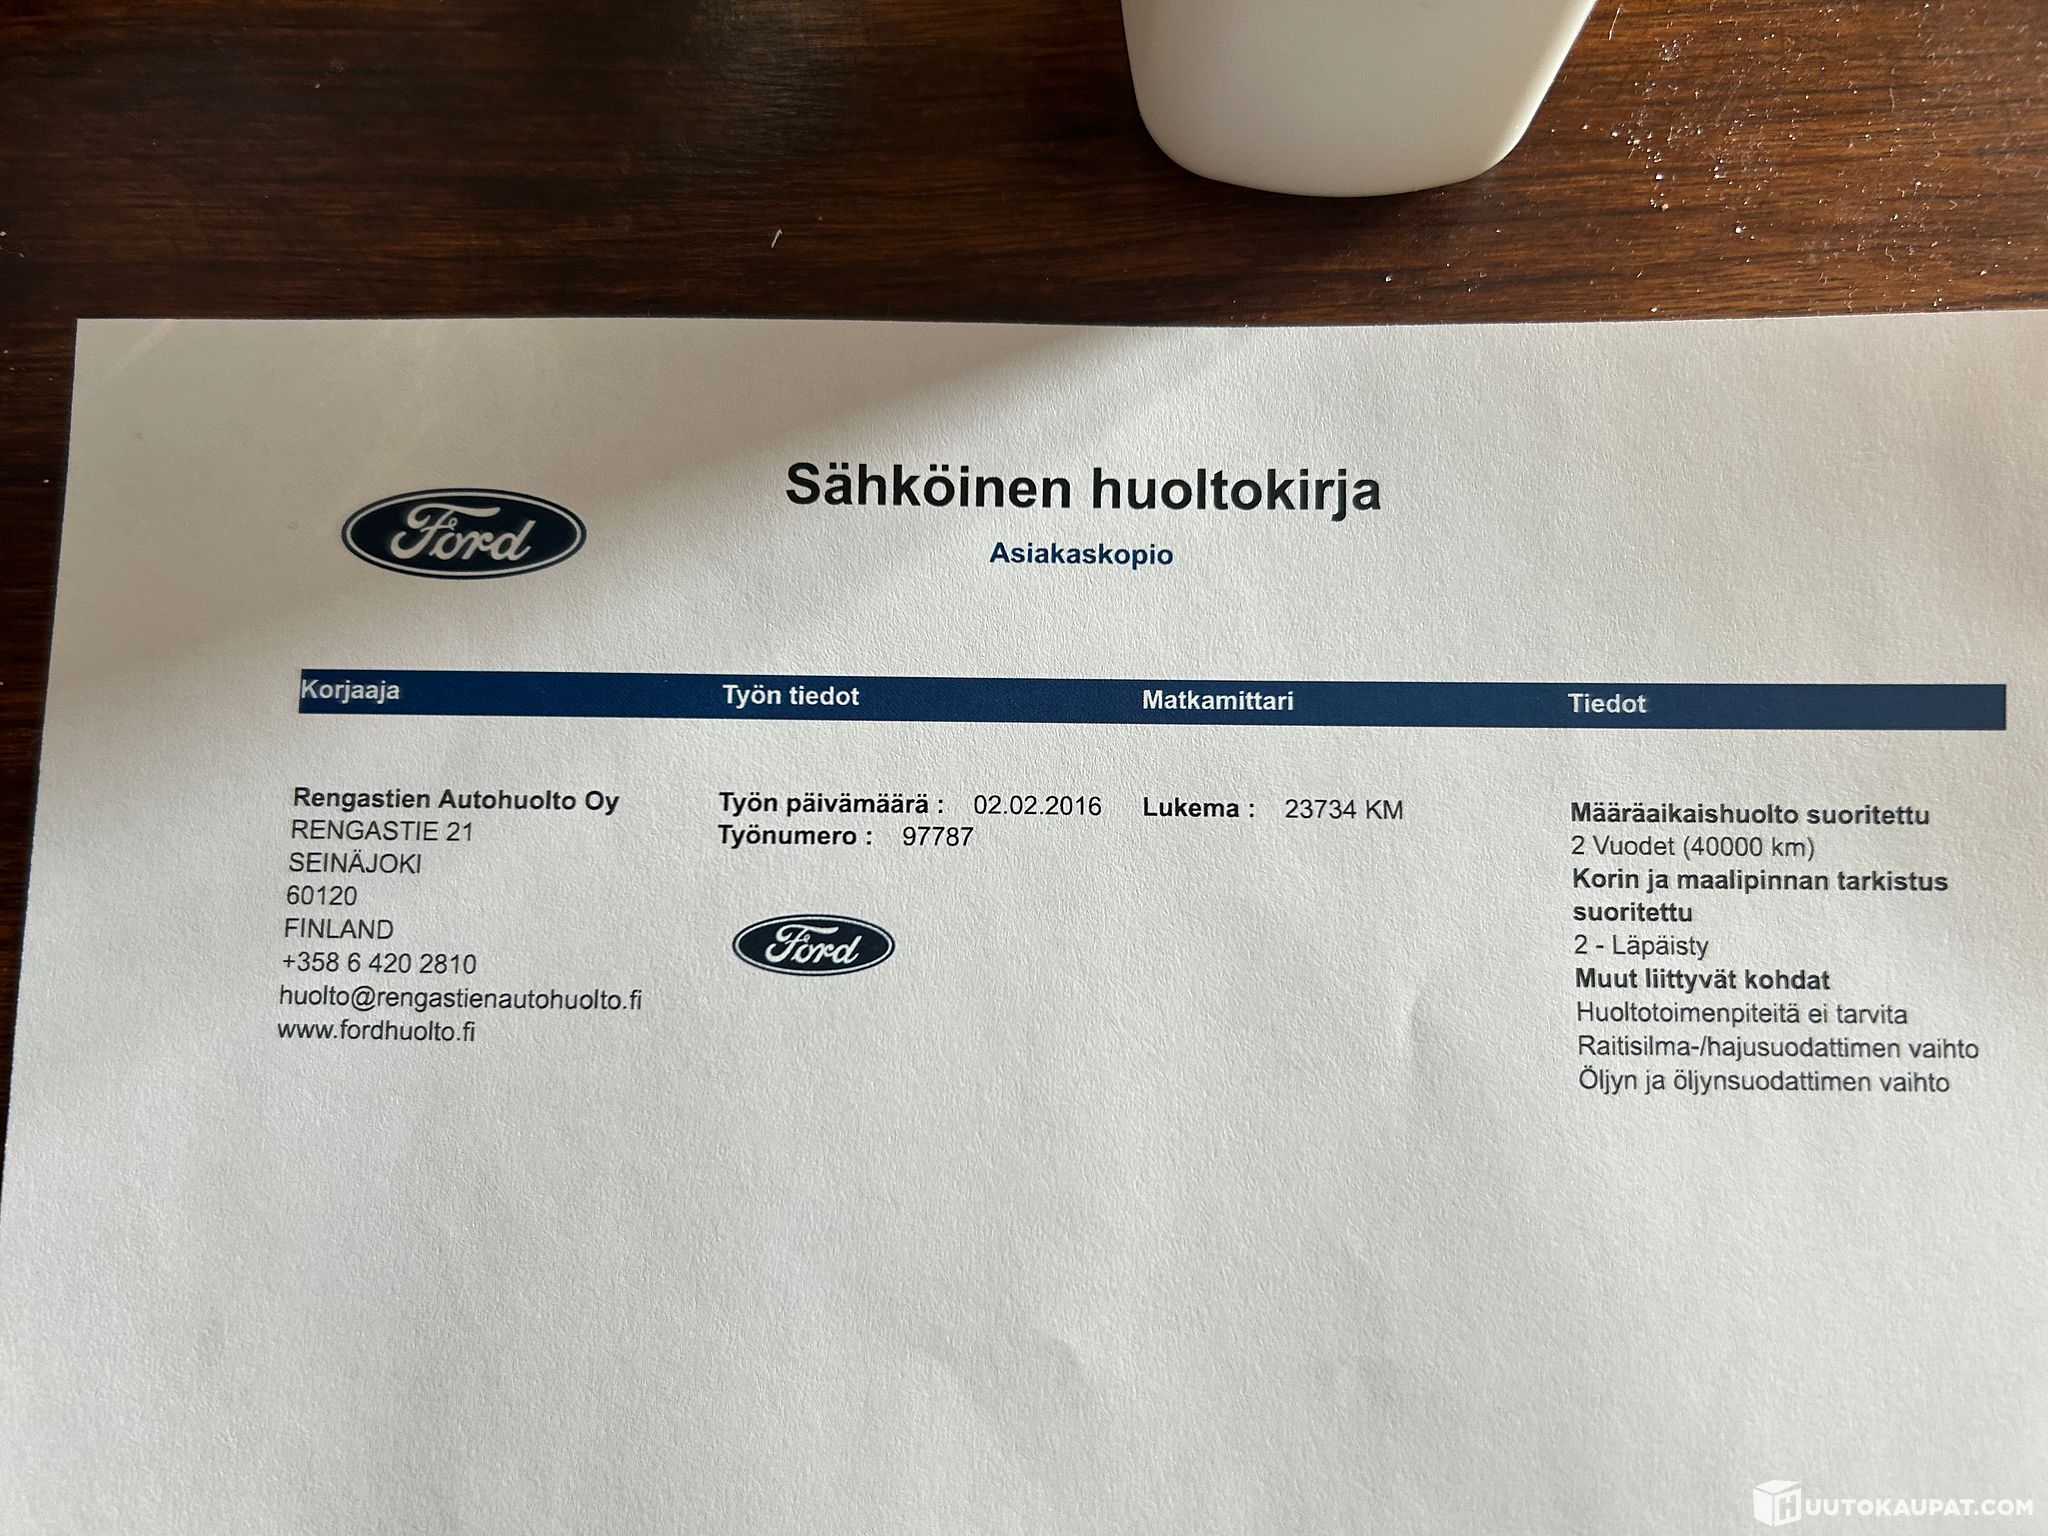 Sähköinen huoltokirja
Ford
Asiakaskopio
Korjaaja Työn tiedot Matkamittari Tiedot
Rengastien Autohuolto Oy
RENGASTIE 21
SEINÄJOKI
60120
FINLAND
+358 6 420 2810
huolto@rengastienautohuolto.fi
www.fordhuolto.fi
Työn päivämäärä : 02.02.2016
Työnumero : 97787
Ford
Lukema : 23734 KM
Määräaikaishuolto suoritettu
2 Vuodet (40000 km)
Korin ja maalipinnan tarkistus
suoritettu
2 - Läpäisty
Muut liittyvät kohdat
Huoltotoimenpiteitä ei tarvita
Raitisilma-/hajusuodattimen vaihto
Öljyn ja öljynsuodattimen vaihto
HUUTOKAUPAT.COM